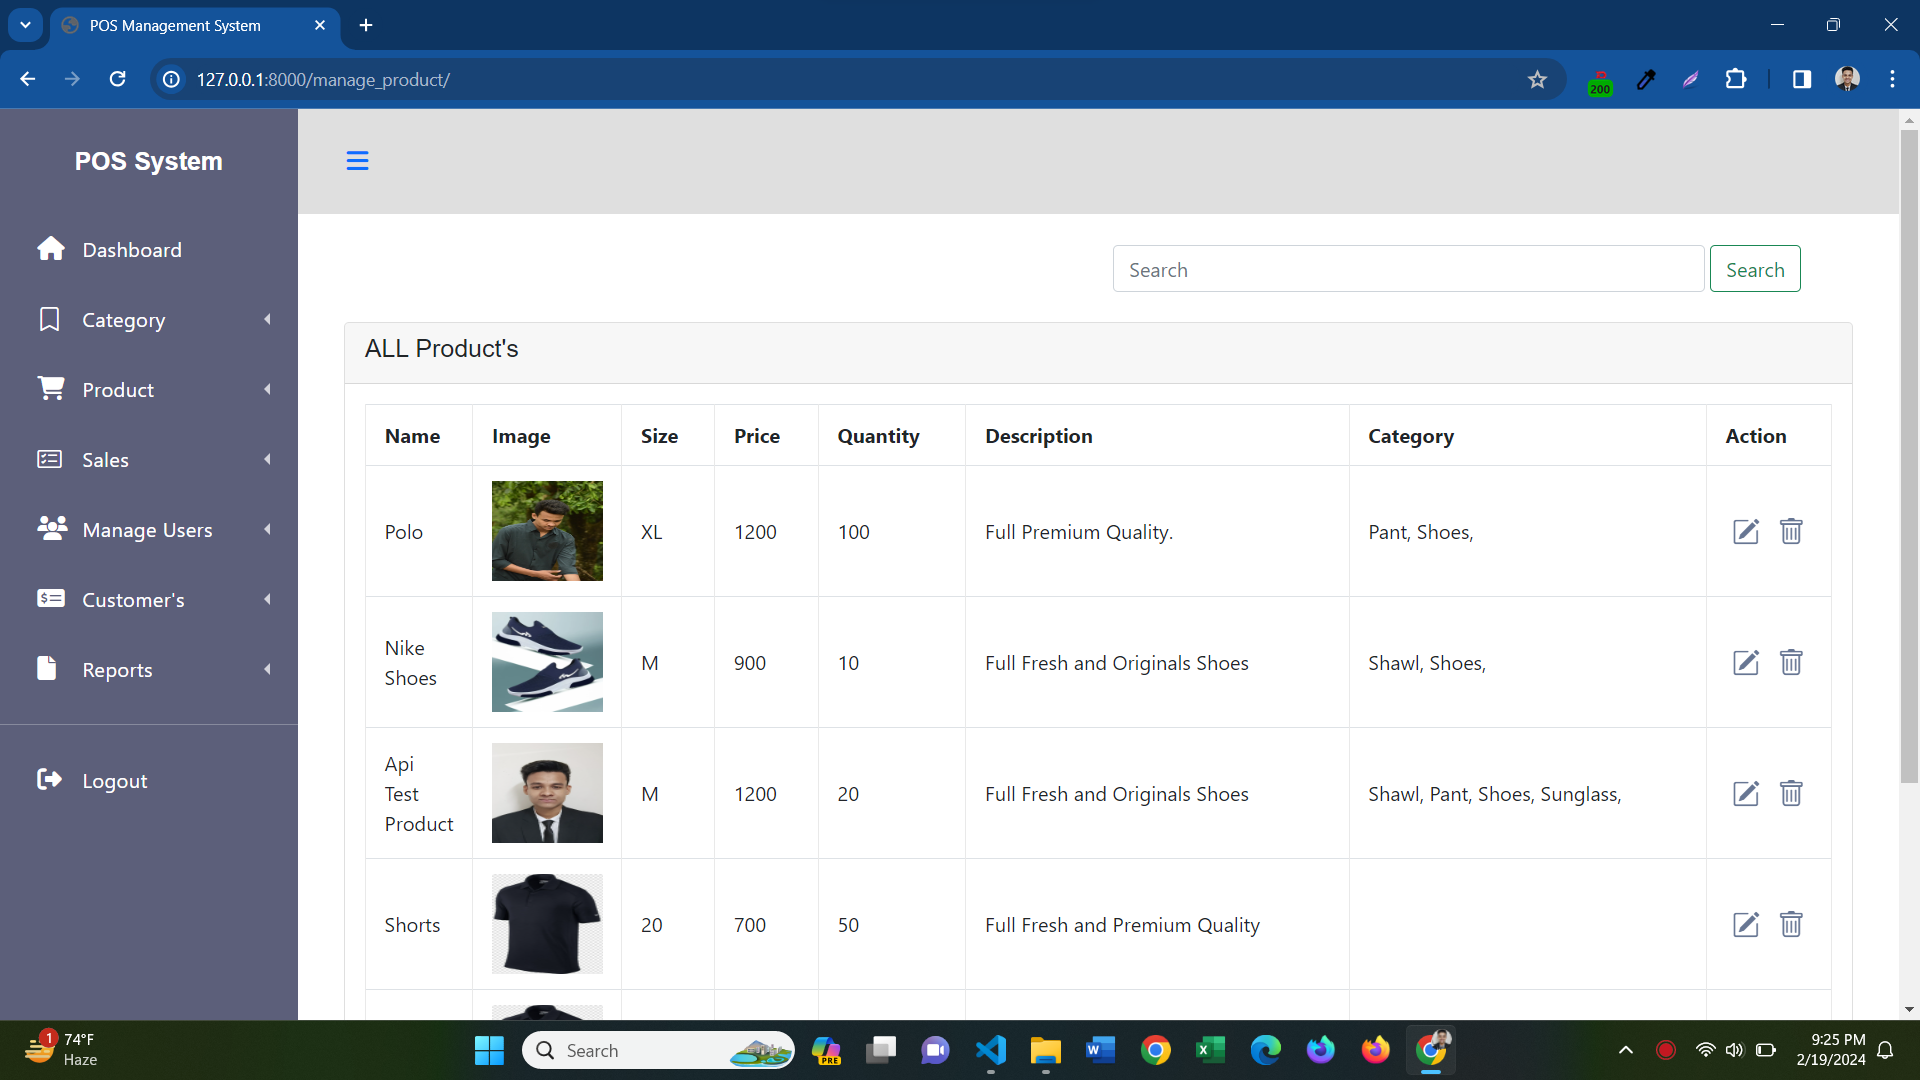 POS Management System
127.0.0.1:8000/manage_product/
200
POS System
Dashboard
Category
Product
Sales
Manage Users
Customer's
Reports
Logout
Search
Search
ALL Product's
Name Image Size Price Quantity Description Category Action
Polo XL 1200 100 Full Premium Quality. Pant, Shoes,
Nike
Shoes
M 900 10 Full Fresh and Originals Shoes Shawl, Shoes,
Api
Test
Product
M 1200 20 Full Fresh and Originals Shoes Shawl, Pant, Shoes, Sunglass,
Shorts 20 700 50 Full Fresh and Premium Quality
1
74°F
Haze
Search
PRE
9:25 PM
2/19/2024